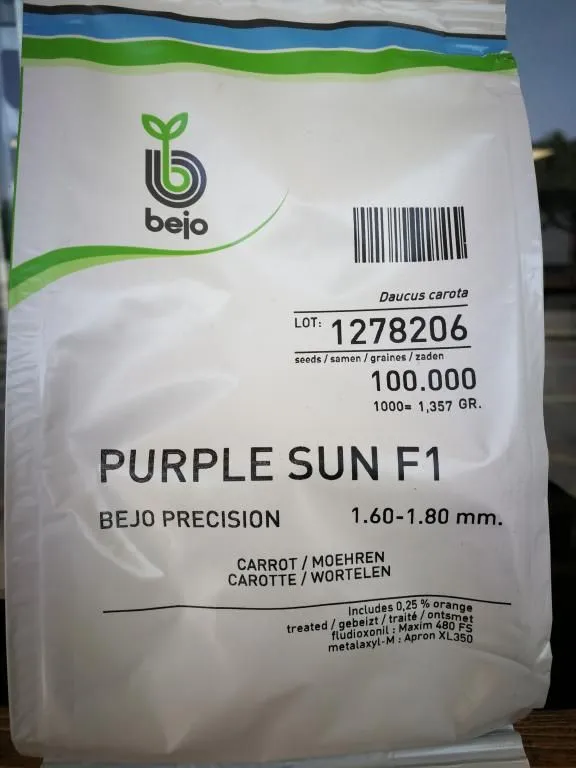 bejo
Daucus carota
LOT: 1278206
seeds / samen / graines / zaden
100.000
1000= 1,357 GR.
PURPLE SUN F1
BEJO PRECISION 1.60-1.80 mm.
CARROT / MOEHREN
CAROTTE / WORTELEN
Includes 0,25 % orange
treated / gebeizt / traité / ontsmet
fludioxonil : Maxim 480 FS
metalaxyl-M : Apron XL350